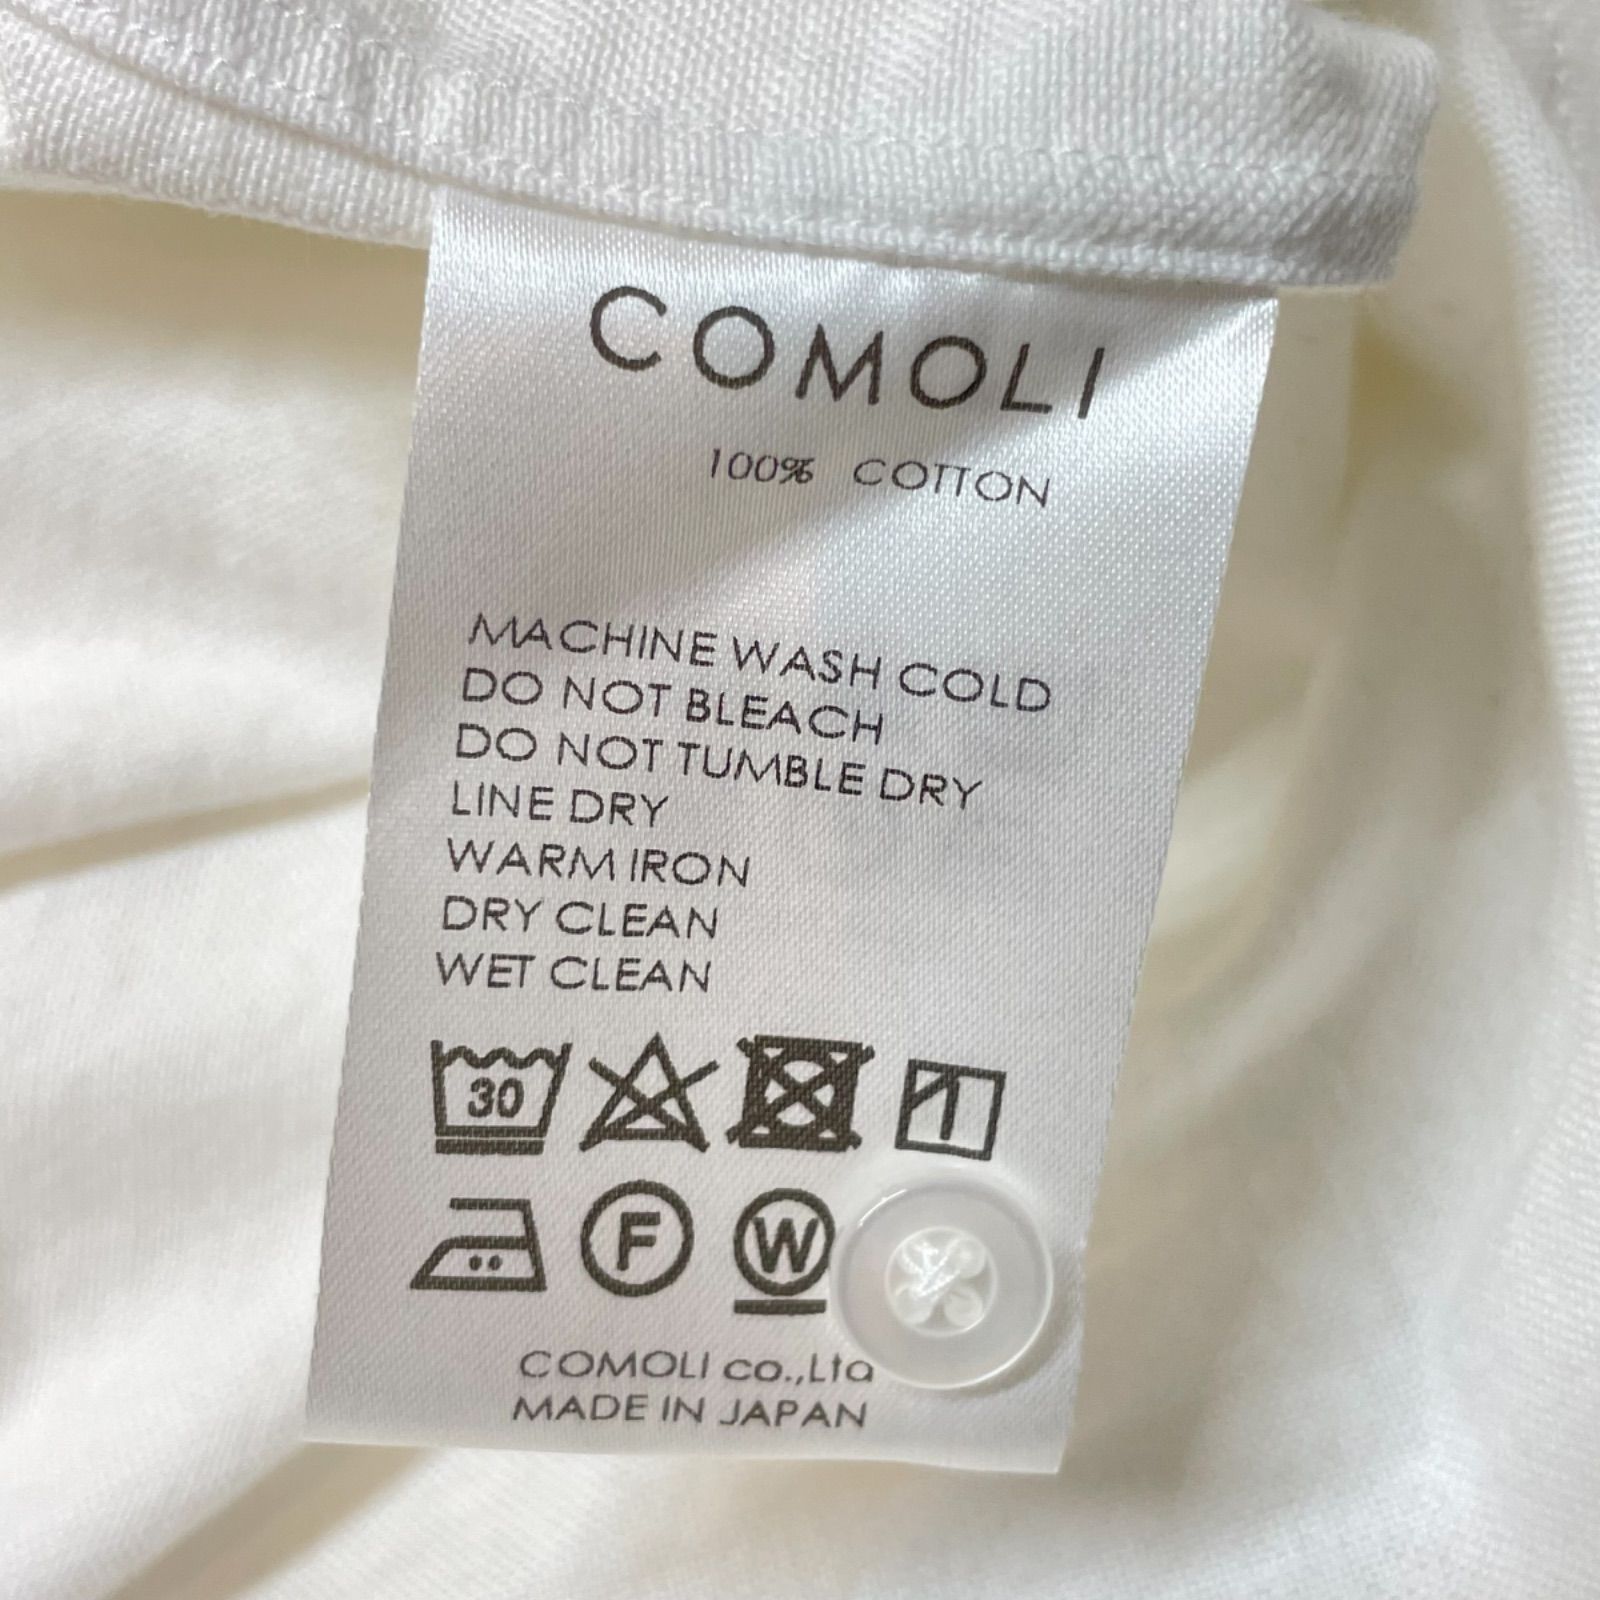 COMOLI
100% COTTON
MACHINE WASH COLD
DO NOT BLEACH
DO NOT TUMBLE DRY
LINE DRY
WARM IRON
DRY CLEAN
WET CLEAN
30
F W
COMOLI co.,Ltd
MADE IN JAPAN